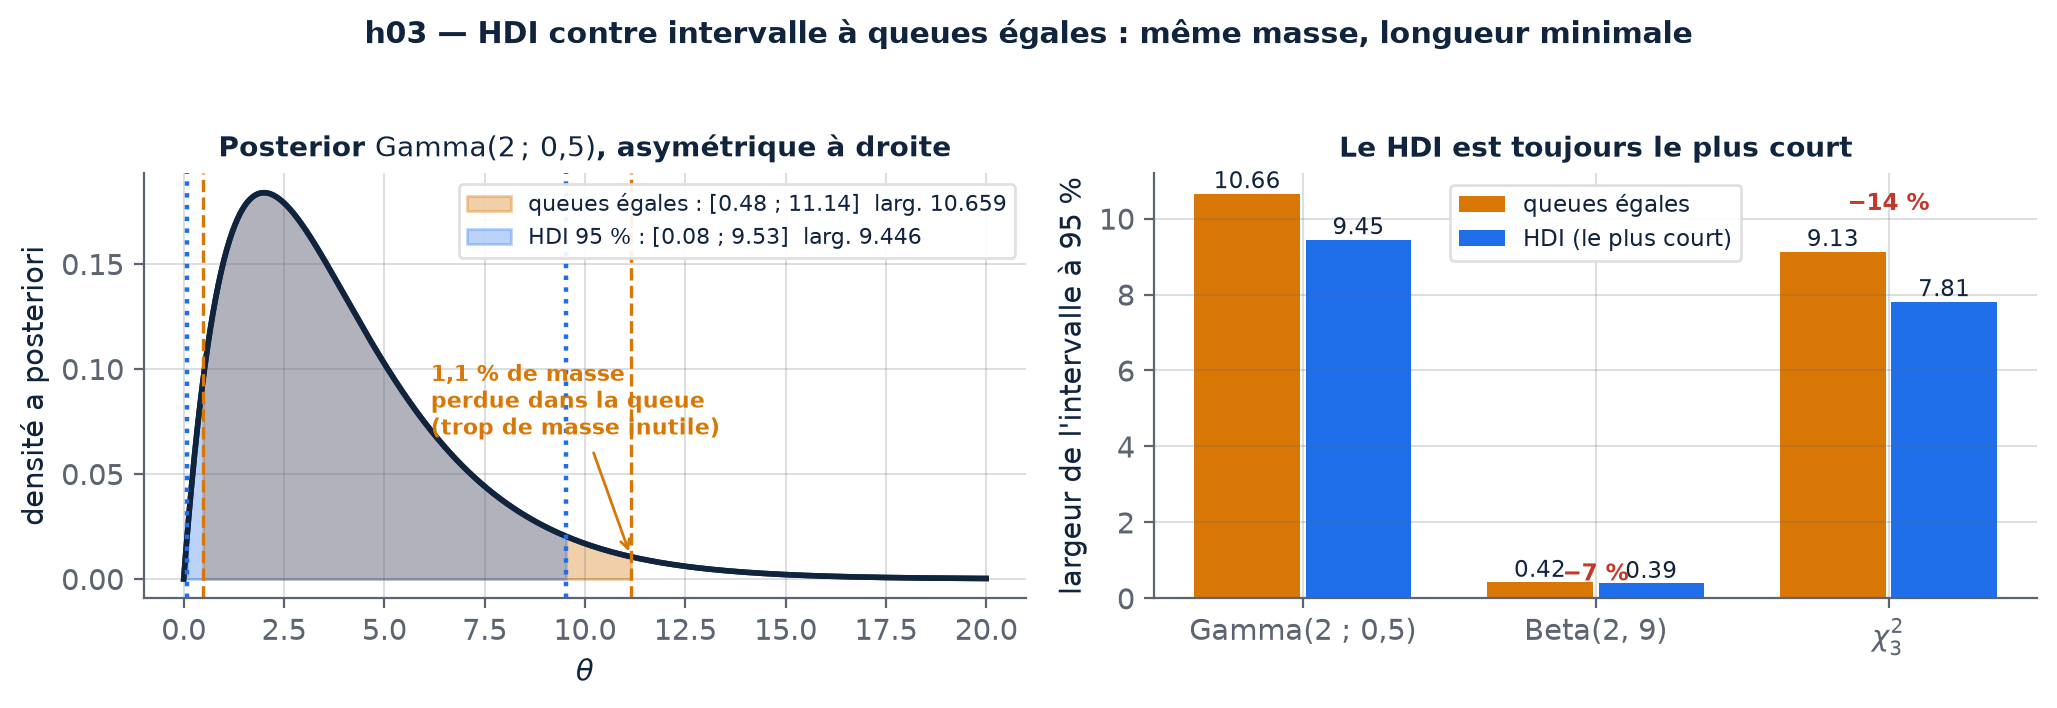 h03 — HDI contre intervalle à queues égales : même masse, longueur minimale
Posterior Gamma(2 ; 0,5), asymétrique à droite
densité a posteriori
0.15
0.10
0.05
0.00
queues égales : [0.48 ; 11.14]  larg. 10.659
HDI 95 % : [0.08 ; 9.53]  larg. 9.446
1,1 % de masse
perdue dans la queue
(trop de masse inutile)
0.0 2.5 5.0 7.5 10.0 12.5 15.0 17.5 20.0
θ
Le HDI est toujours le plus court
largeur de l'intervalle à 95 %
10
8
6
4
2
0
queues égales
HDI (le plus court)
10.66
9.45
0.42
−7 %
0.39
−14 %
9.13
7.81
Gamma(2 ; 0,5) Beta(2, 9) χ²₃